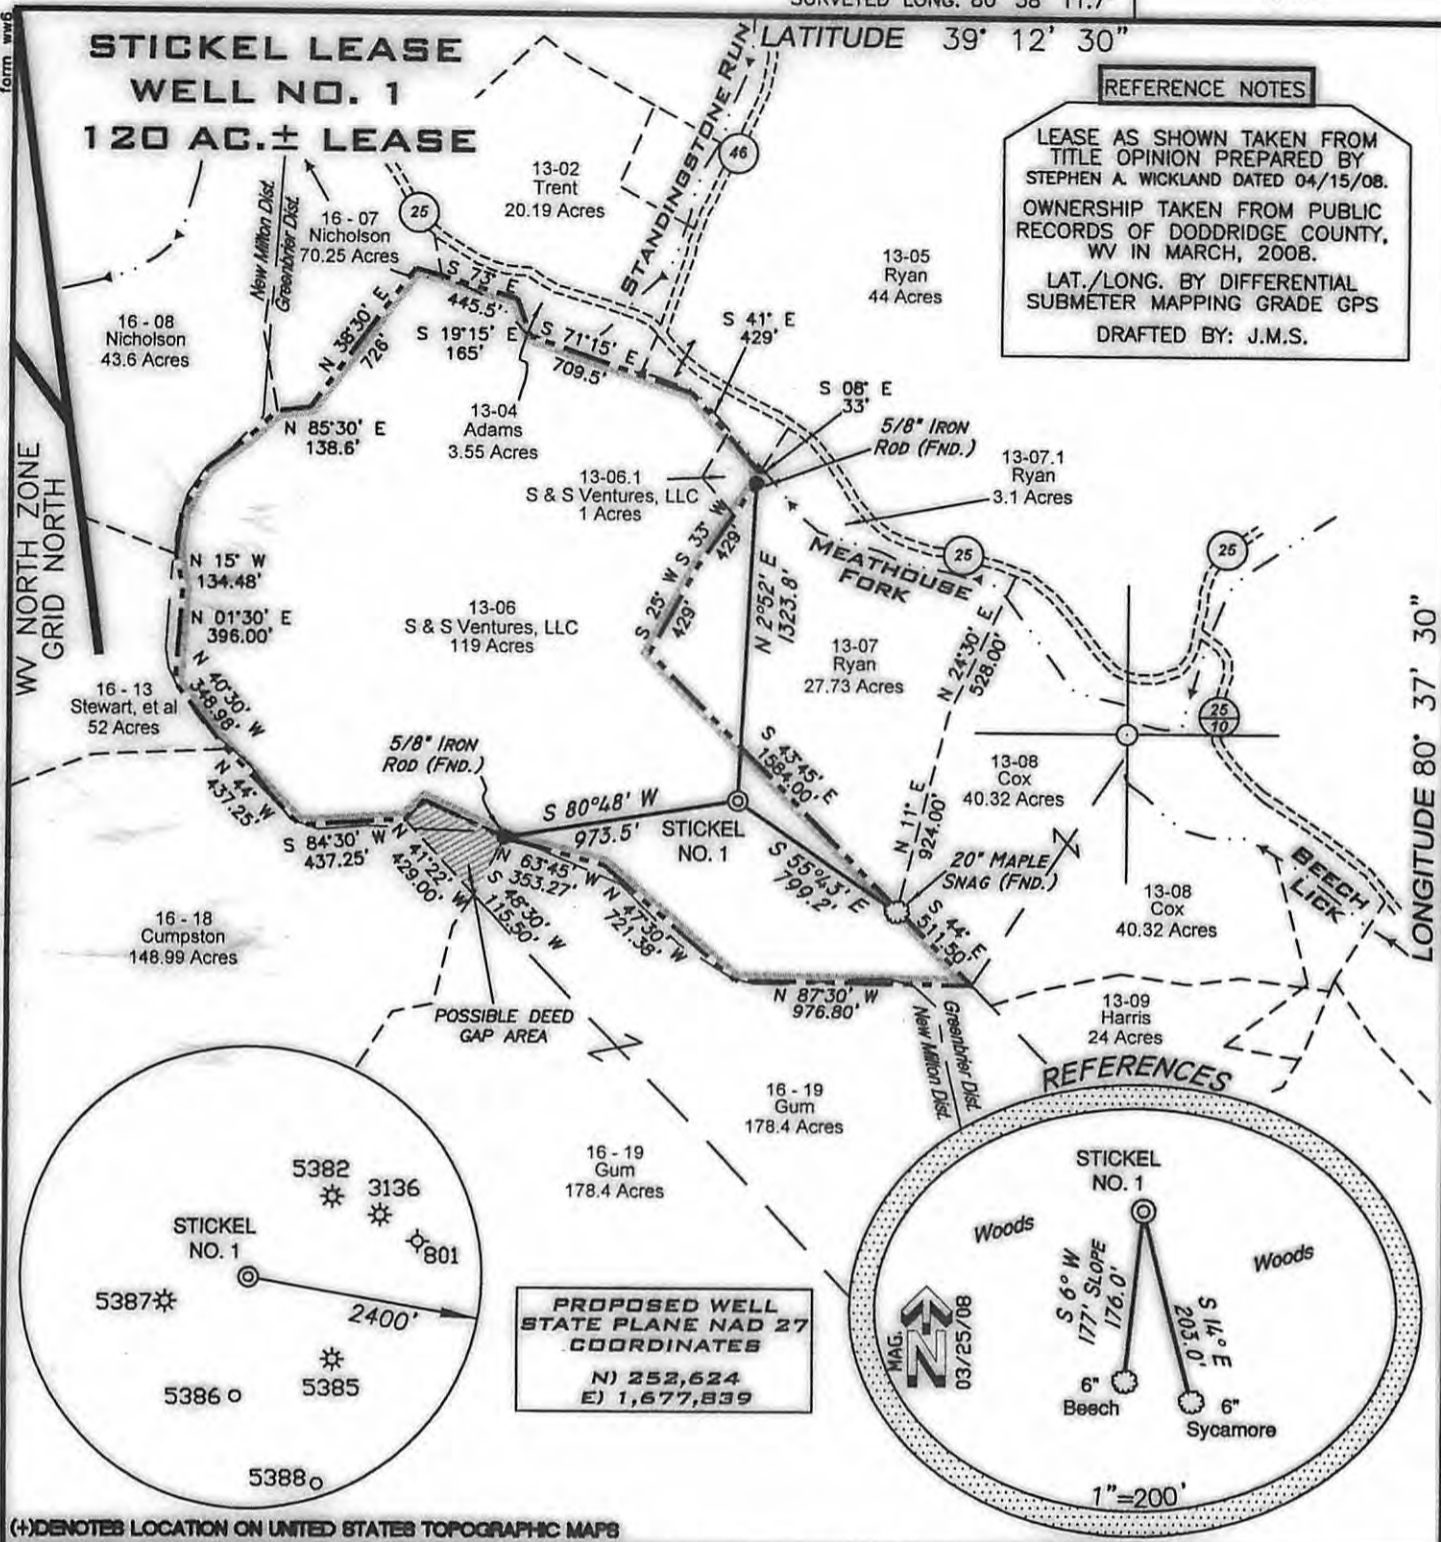 form ww6
SURVEYED LONG. 80° 38' 11.7"
STICKEL LEASE
WELL NO. 1
120 AC.± LEASE
LATITUDE 39° 12' 30"
REFERENCE NOTES
LEASE AS SHOWN TAKEN FROM
TITLE OPINION PREPARED BY
STEPHEN A. WICKLAND DATED 04/15/08.
OWNERSHIP TAKEN FROM PUBLIC
RECORDS OF DODDRIDGE COUNTY,
WV IN MARCH, 2008.
LAT./LONG. BY DIFFERENTIAL
SUBMETER MAPPING GRADE GPS
DRAFTED BY: J.M.S.
STANDINGSTONE RUN
46
13-02
Trent
20.19 Acres
25
New Milton Dist.
Greenbrier Dist.
16 - 07
Nicholson
70.25 Acres
16 - 08
Nicholson
43.6 Acres
13-05
Ryan
44 Acres
N 38°30' E
726'
S 73° E
445.5'
S 19°15' E
165'
S 71°15' E
709.5'
S 41° E
429'
S 08° E
33'
5/8" IRON
ROD (FND.)
N 85°30' E
138.6'
13-04
Adams
3.55 Acres
13-06.1
S & S Ventures, LLC
1 Acres
13-07.1
Ryan
3.1 Acres
WV NORTH ZONE
GRID NORTH
N 15° W
134.48'
N 01°30' E
396.00'
N 40°30' W
348.98'
13-06
S & S Ventures, LLC
119 Acres
S 33° W
429'
S 25° W
429'
N 2°52' E
1323.8'
MEATHOUSE
FORK
25
25
13-07
Ryan
27.73 Acres
N 24°30' E
528.00'
25
10
LONGITUDE 80° 37' 30"
16 - 13
Stewart, et al
52 Acres
5/8" IRON
ROD (FND.)
N 44° W
437.25'
S 84°30' W
437.25'
N 41°22' W
429.00'
S 80°48' W
973.5'
STICKEL
NO. 1
S 43°45' E
1584.00'
N 11° E
924.00'
13-08
Cox
40.32 Acres
20" MAPLE
SNAG (FND.)
Z
BEECH
LICK
13-08
Cox
40.32 Acres
N 63°45' W
353.27'
S 48°30' W
115.50'
N 47°30' W
721.38'
S 55°43' E
799.2'
S 44° E
511.50'
16 - 18
Cumpston
148.99 Acres
POSSIBLE DEED
GAP AREA
Z
N 87°30' W
976.80'
Greenbrier Dist.
New Milton Dist.
13-09
Harris
24 Acres
16 - 19
Gum
178.4 Acres
16 - 19
Gum
178.4 Acres
5382
3136
801
STICKEL
NO. 1
5387
2400'
5385
5386
5388
PROPOSED WELL
STATE PLANE NAD 27
COORDINATES
N) 252,624
E) 1,677,839
REFERENCES
STICKEL
NO. 1
Woods
Woods
S 6° W
177' SLOPE
176.0'
S 14° E
203.0'
MAG. N
03/25/08
6"
Beech
6"
Sycamore
1"=200'
(+)DENOTES LOCATION ON UNITED STATES TOPOGRAPHIC MAPS